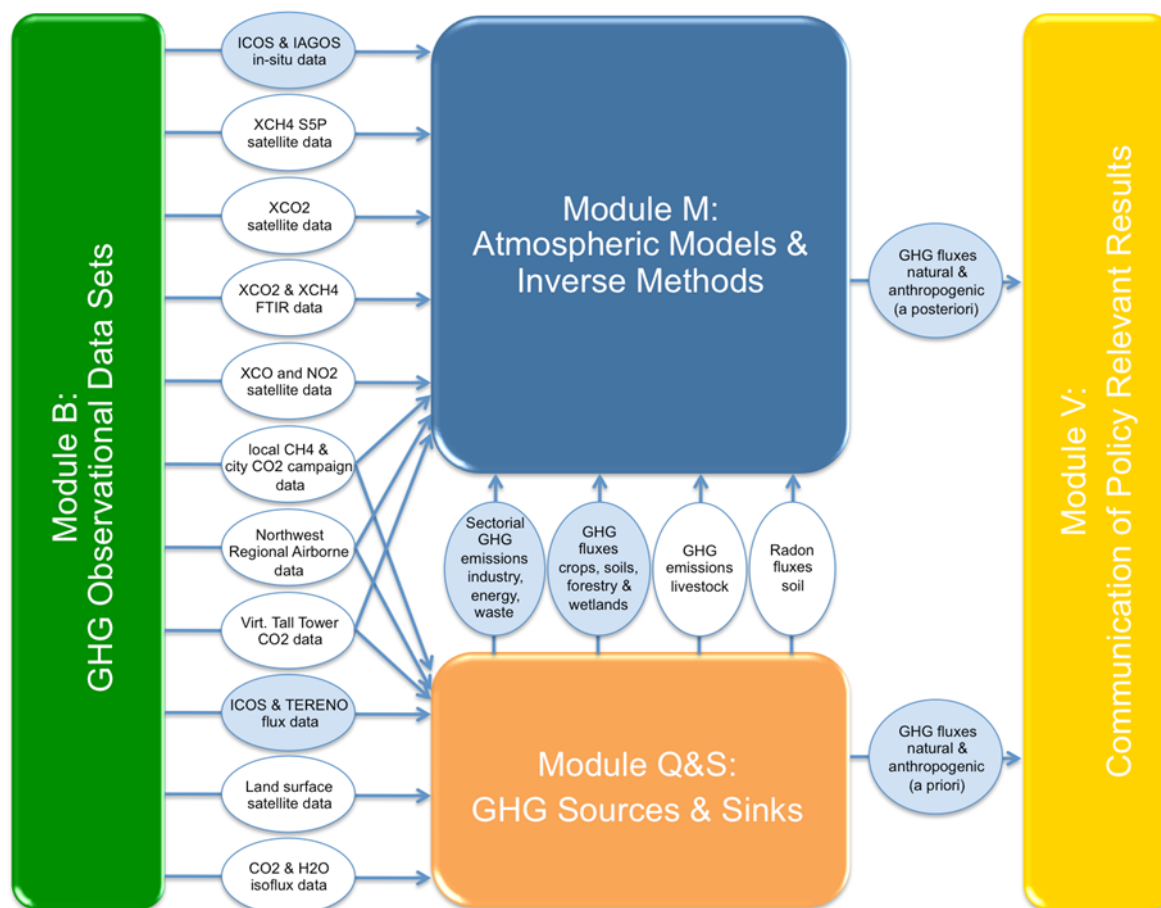 Module B:
GHG Observational Data Sets
ICOS & IAGOS
in-situ data
XCH4 S5P
satellite data
XCO2
satellite data
XCO2 & XCH4
FTIR data
XCO and NO2
satellite data
local CH4 &
city CO2 campaign
data
Northwest
Regional Airborne
data
Virt. Tall Tower
CO2 data
ICOS & TERENO
flux data
Land surface
satellite data
CO2 & H2O
isoflux data
Module M:
Atmospheric Models &
Inverse Methods
Sectorial
GHG
emissions
industry,
energy,
waste
GHG
fluxes
crops, soils,
forestry &
wetlands
GHG
emissions
livestock
Radon
fluxes
soil
Module Q&S:
GHG Sources & Sinks
GHG fluxes
natural &
anthropogenic
(a posteriori)
GHG fluxes
natural &
anthropogenic
(a priori)
Module V:
Communication of Policy Relevant Results